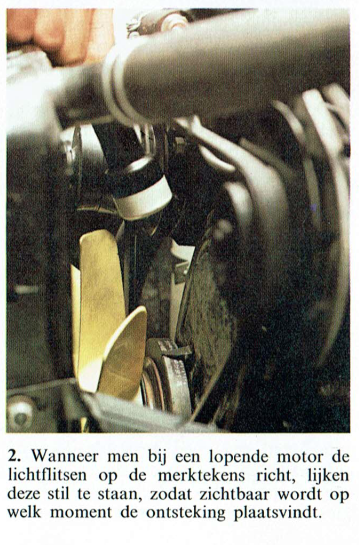 2. Wanneer men bij een lopende motor de
lichtflitsen op de merktekens richt, lijken
deze stil te staan, zodat zichtbaar wordt op
welk moment de ontsteking plaatsvindt.